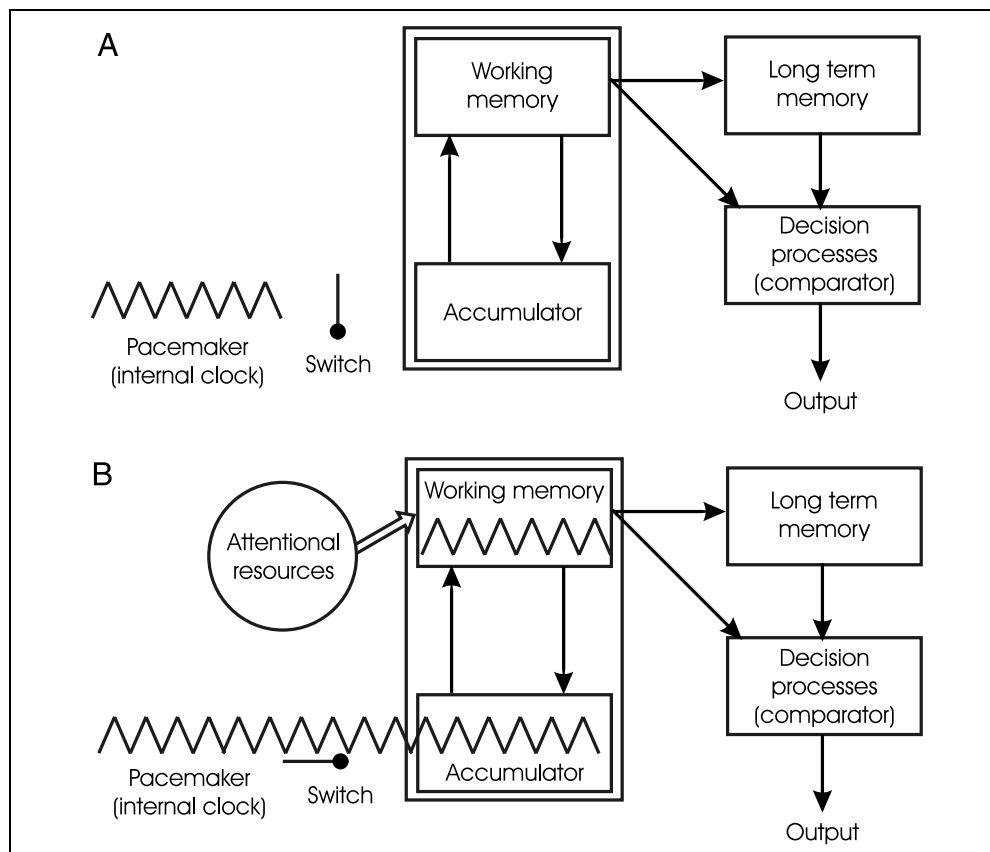 A
Working
memory
Long term
memory
Decision
processes
(comparator)
Accumulator
Pacemaker
(internal clock)
Switch
Output
B
Attentional
resources
Working memory
Long term
memory
Decision
processes
(comparator)
Accumulator
Pacemaker
(internal clock)
Switch
Output